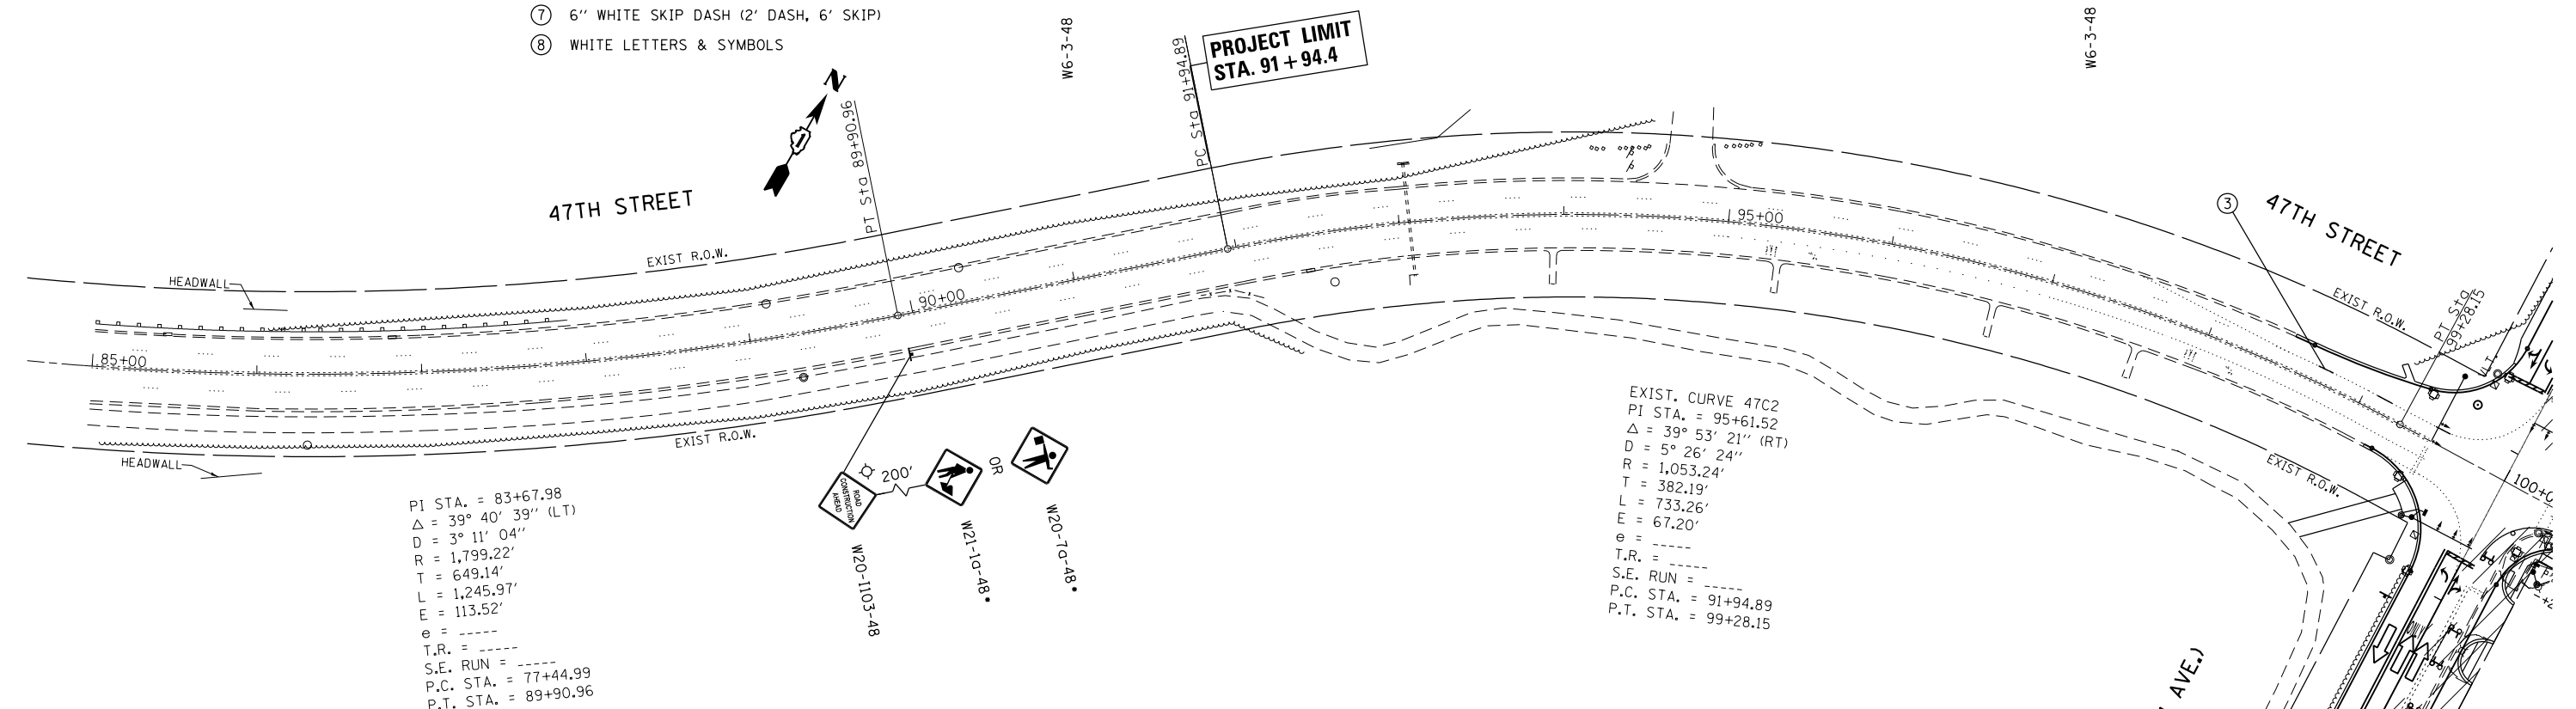 ⑦ 6'' WHITE SKIP DASH (2' DASH, 6' SKIP)
⑧ WHITE LETTERS & SYMBOLS
W6-3-48
W6-3-48
PROJECT LIMIT
STA. 91+94.4
PC Sta 91+94.89
N
PT Sta 89+90.96
47TH STREET
EXIST R.O.W.
HEADWALL
85+00
90+00
95+00
③
47TH STREET
EXIST R.O.W.
PT Sta
99+28.15
LT.
100+0
EXIST R.O.W.
EXIST R.O.W.
HEADWALL
ROAD
CONSTRUCTION
AHEAD
200'
OR
W20-I103-48
W21-1a-48•
W20-7a-48•
PI STA. = 83+67.98
Δ = 39° 40' 39" (LT)
D = 3° 11' 04"
R = 1,799.22'
T = 649.14'
L = 1,245.97'
E = 113.52'
e = -----
T.R. = -----
S.E. RUN = -----
P.C. STA. = 77+44.99
P.T. STA. = 89+90.96
EXIST. CURVE 47C2
PI STA. = 95+61.52
Δ = 39° 53' 21" (RT)
D = 5° 26' 24"
R = 1,053.24'
T = 382.19'
L = 733.26'
E = 67.20'
e = -----
T.R. = -----
S.E. RUN = -----
P.C. STA. = 91+94.89
P.T. STA. = 99+28.15
AVE.)